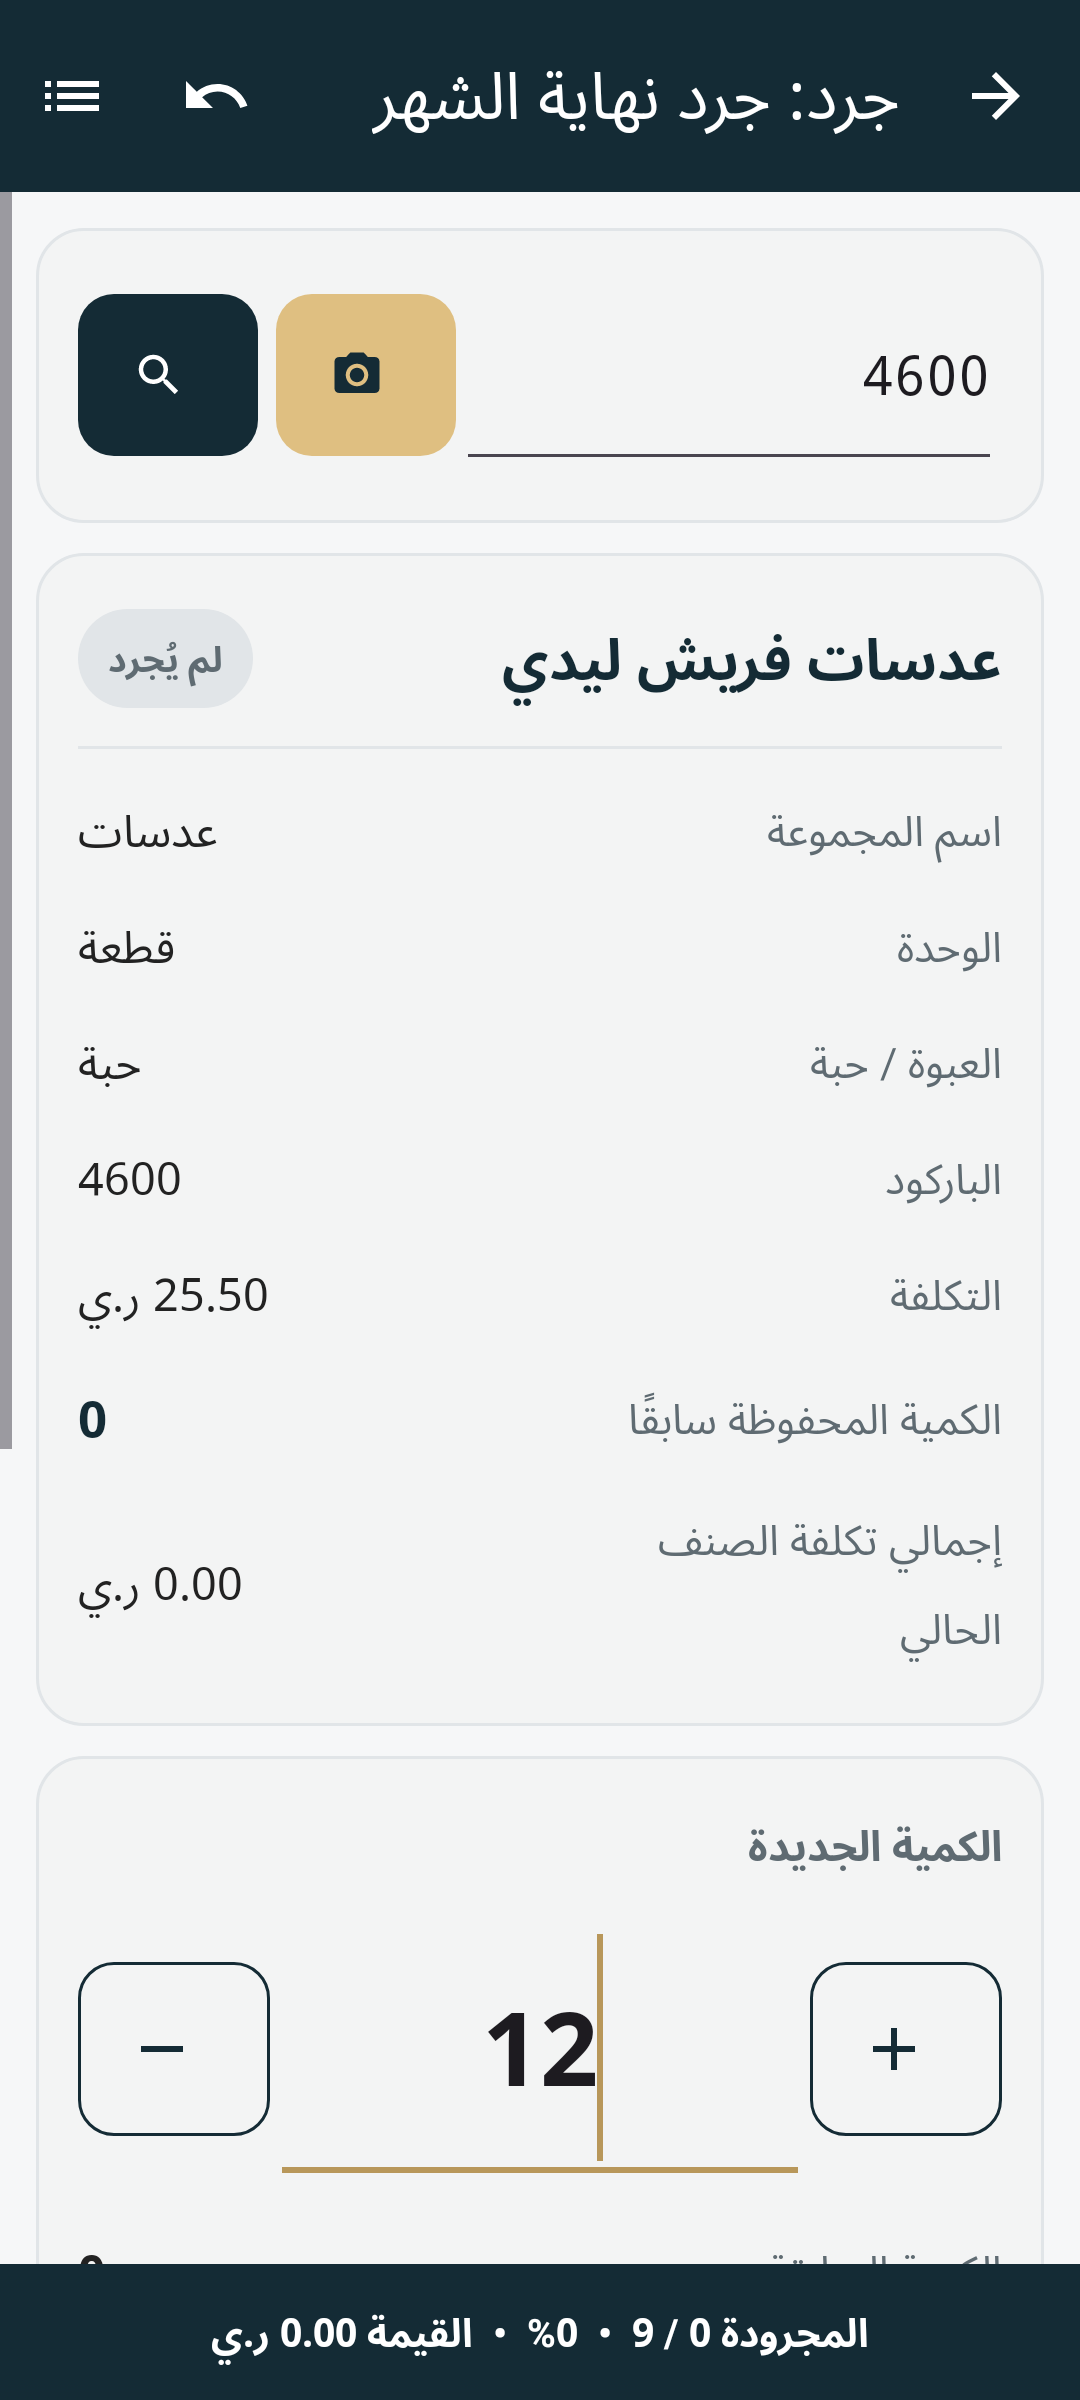 جرد: جرد نهاية الشهر
4600
عدسات فريش ليدي
لم يُجرد
اسم المجموعة عدسات
الوحدة قطعة
العبوة / حبة حبة
الباركود 4600
التكلفة 25.50 ر.ي
الكمية المحفوظة سابقًا 0
إجمالي تكلفة الصنف
الحالي 0.00 ر.ي
الكمية الجديدة
12
المجرودة 0 / 9 • 0% • القيمة 0.00 ر.ي